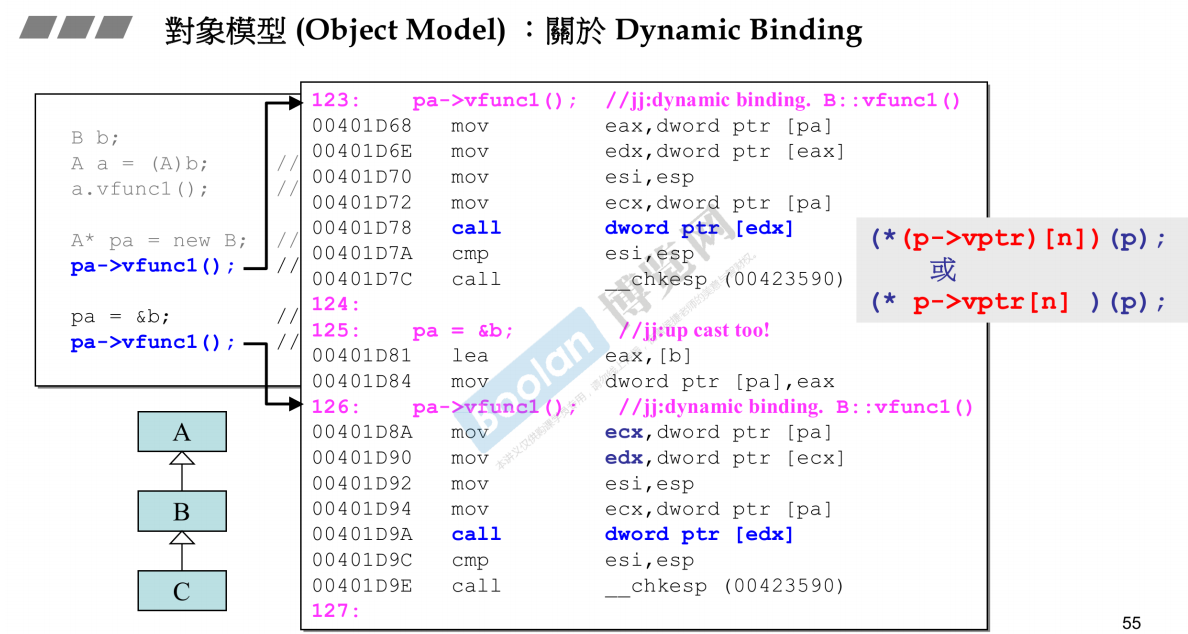 對象模型 (Object Model) ：關於 Dynamic Binding
B b;
A a = (A)b; //
a.vfunc1(); //
A* pa = new B; //
pa->vfunc1(); //
pa = &b; //
pa->vfunc1(); //
123: pa->vfunc1(); //jj:dynamic binding. B::vfunc1()
00401D68 mov eax,dword ptr [pa]
00401D6E mov edx,dword ptr [eax]
00401D70 mov esi,esp
00401D72 mov ecx,dword ptr [pa]
00401D78 call dword ptr [edx]
00401D7A cmp esi,esp
00401D7C call __chkesp (00423590)
124:
125: pa = &b; //jj:up cast too!
00401D81 lea eax,[b]
00401D84 mov dword ptr [pa],eax
126: pa->vfunc1(); //jj:dynamic binding. B::vfunc1()
00401D8A mov ecx,dword ptr [pa]
00401D90 mov edx,dword ptr [ecx]
00401D92 mov esi,esp
00401D94 mov ecx,dword ptr [pa]
00401D9A call dword ptr [edx]
00401D9C cmp esi,esp
00401D9E call __chkesp (00423590)
127:
(*(p->vptr)[n])(p);
或
(* p->vptr[n] )(p);
A
B
C
boolan 博览网
55